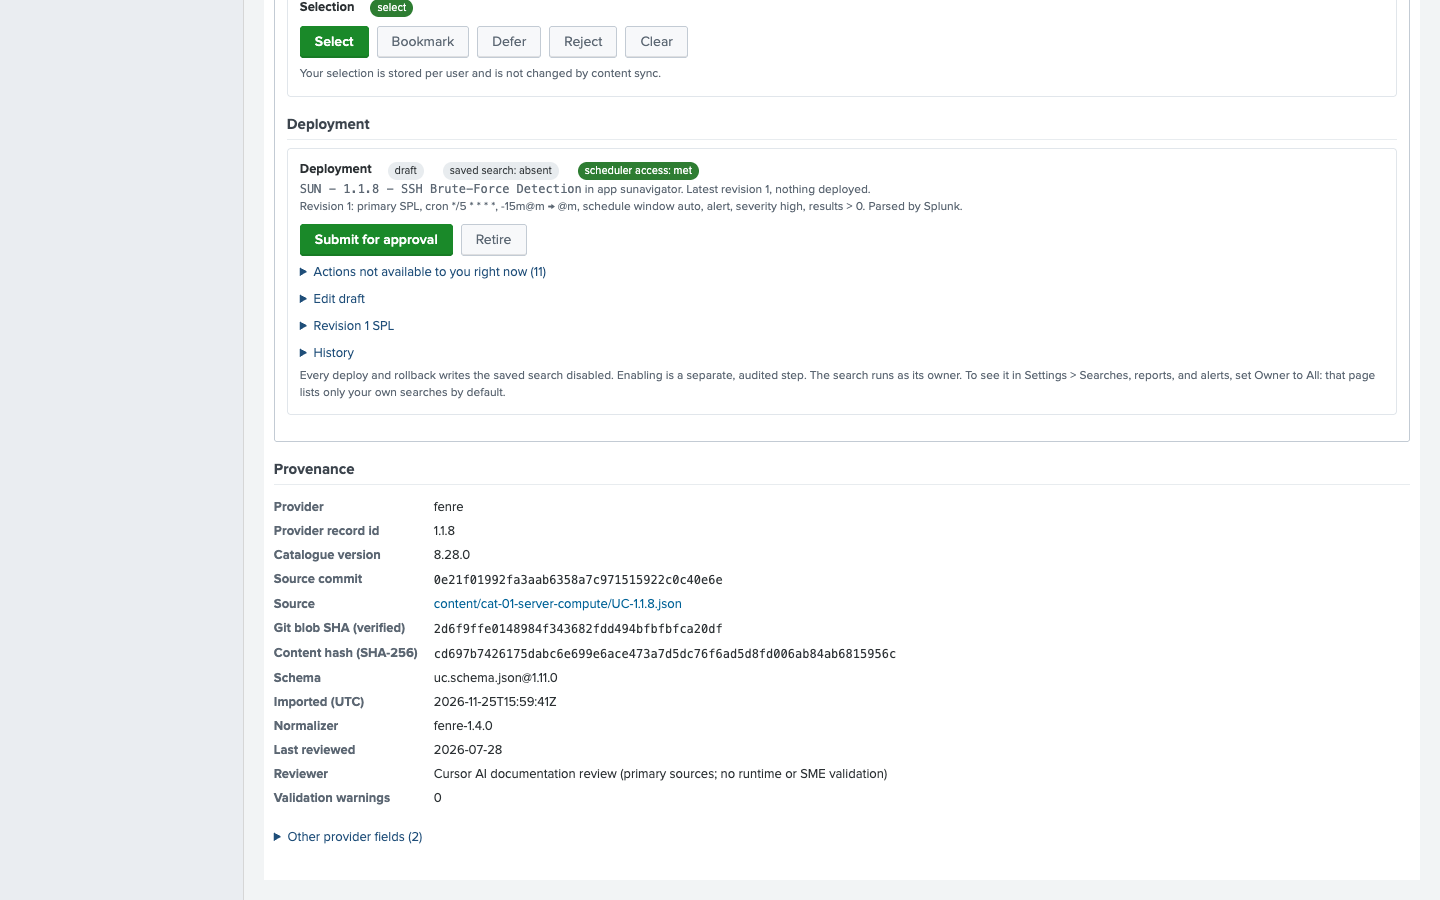 Selection select
Select Bookmark Defer Reject Clear
Your selection is stored per user and is not changed by content sync.
Deployment
Deployment draft saved search: absent scheduler access: met
SUN - 1.1.8 - SSH Brute-Force Detection in app sunavigator. Latest revision 1, nothing deployed.
Revision 1: primary SPL, cron */5 * * * *, -15m@m → @m, schedule window auto, alert, severity high, results > 0. Parsed by Splunk.
Submit for approval Retire
Actions not available to you right now (11)
Edit draft
Revision 1 SPL
History
Every deploy and rollback writes the saved search disabled. Enabling is a separate, audited step. The search runs as its owner. To see it in Settings > Searches, reports, and alerts, set Owner to All: that page
lists only your own searches by default.
Provenance
Provider fenre
Provider record id 1.1.8
Catalogue version 8.28.0
Source commit 0e21f01992fa3aab6358a7c971515922c0c40e6e
Source content/cat-01-server-compute/UC-1.1.8.json
Git blob SHA (verified) 2d6f9ffe0148984f343682fdd494bfbfbfca20df
Content hash (SHA-256) cd697b7426175dabc6e699e6ace473a7d5dc76f6ad5d8fd006ab84ab6815956c
Schema uc.schema.json@1.11.0
Imported (UTC) 2026-11-25T15:59:41Z
Normalizer fenre-1.4.0
Last reviewed 2026-07-28
Reviewer Cursor AI documentation review (primary sources; no runtime or SME validation)
Validation warnings 0
Other provider fields (2)